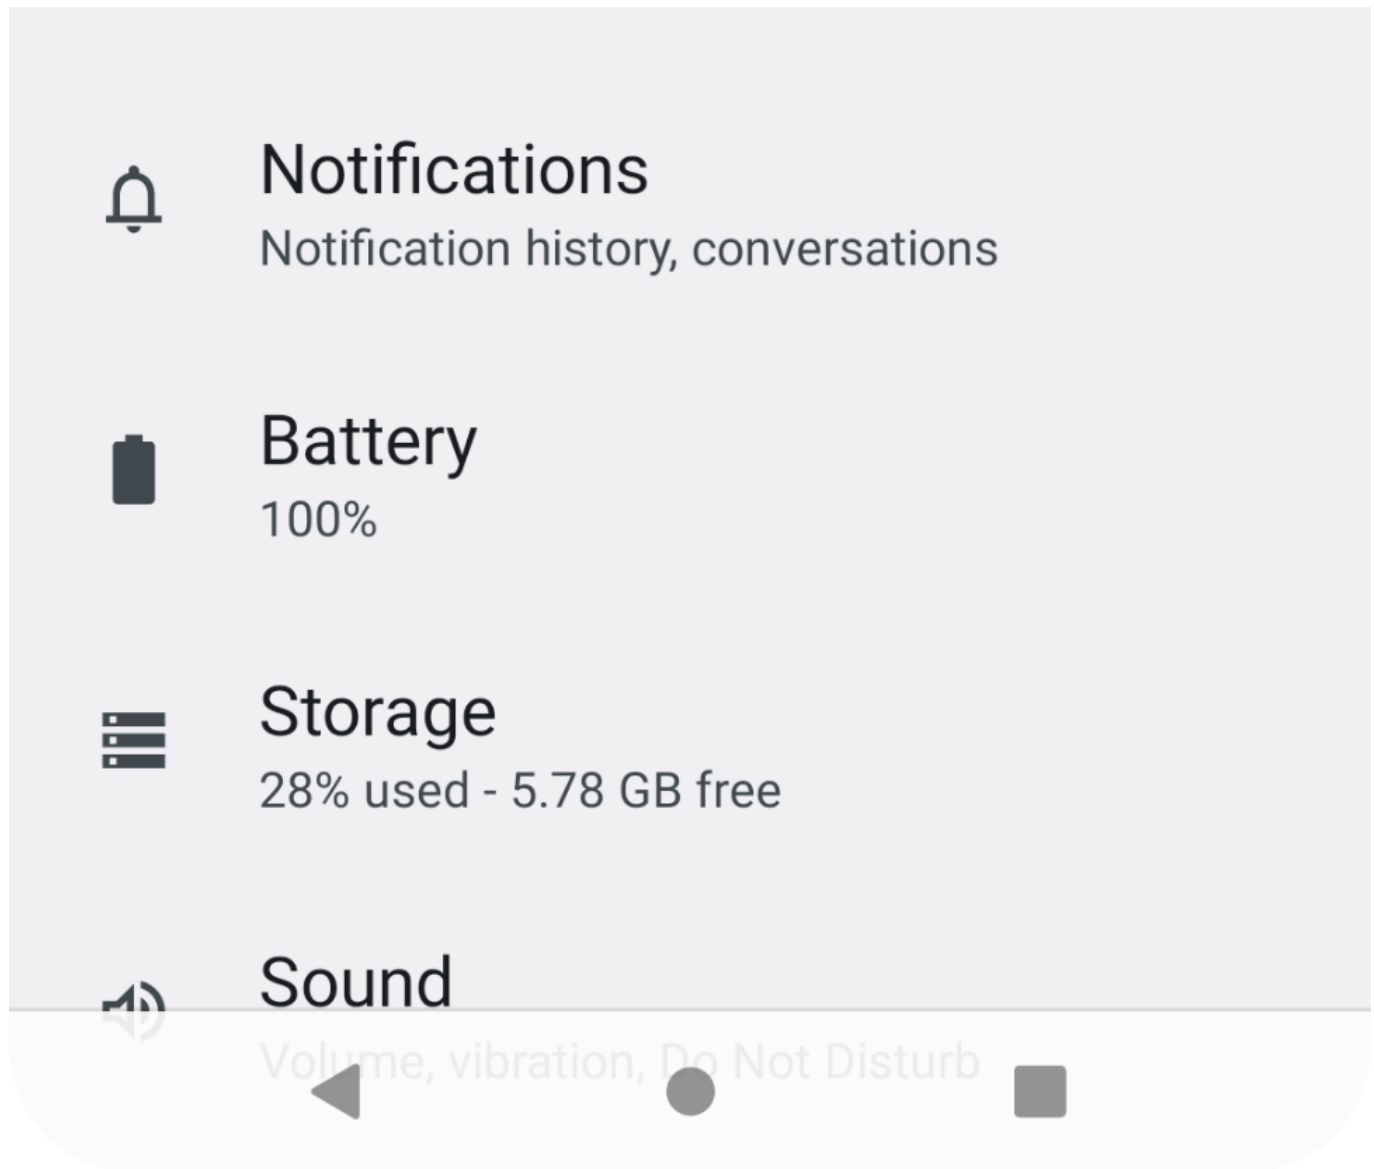 Notifications
Notification history, conversations
Battery
100%
Storage
28% used - 5.78 GB free
Sound
Volume, vibration, Do Not Disturb